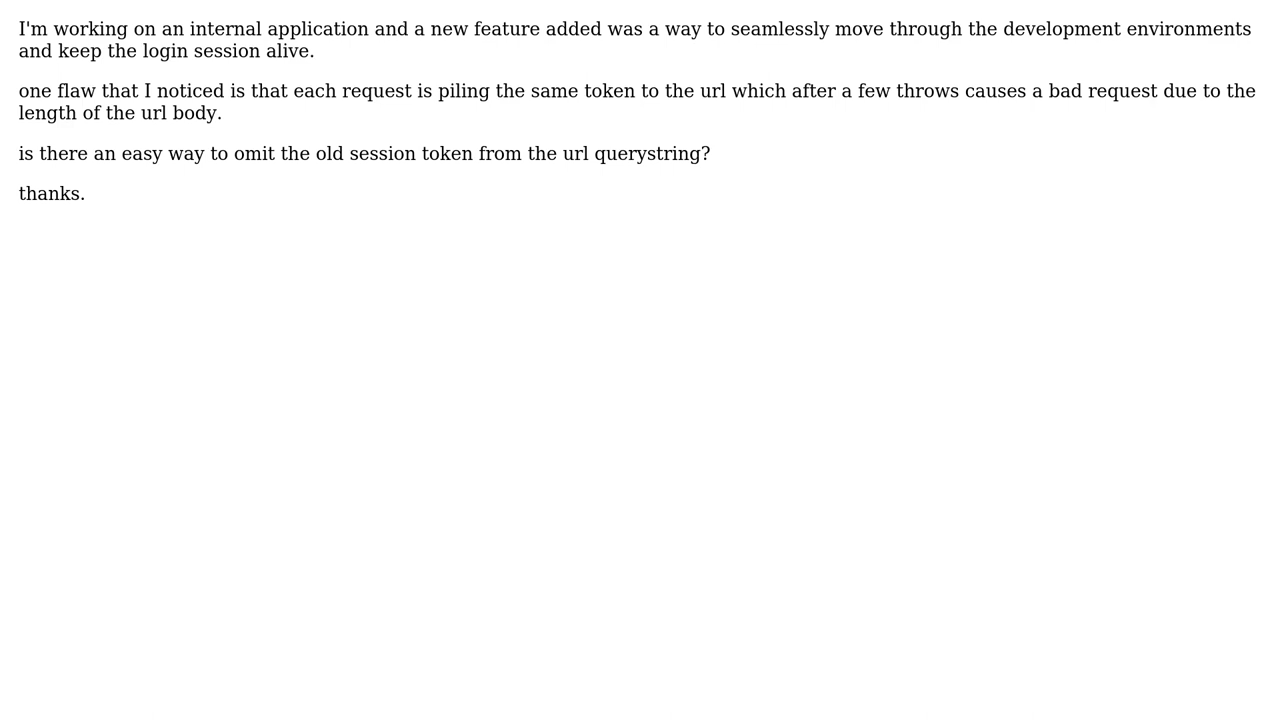 I'm working on an internal application and a new feature added was a way to seamlessly move through the development environments
and keep the login session alive.
one flaw that I noticed is that each request is piling the same token to the url which after a few throws causes a bad request due to the
length of the url body.
is there an easy way to omit the old session token from the url querystring?
thanks.